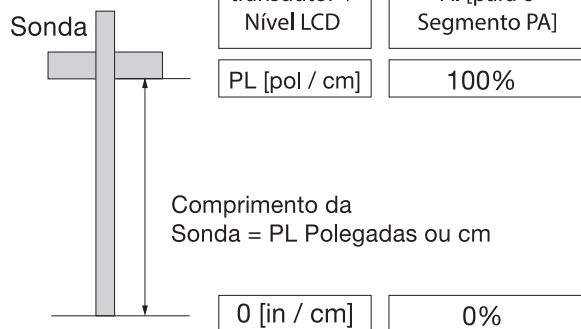 Sonda
Nível LCD
Segmento PA]
PL [pol / cm]
100%
Comprimento da
Sonda = PL Polegadas ou cm
0 [in / cm]
0%